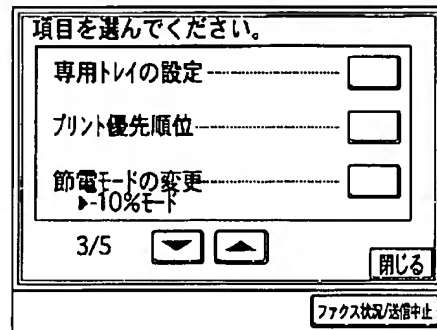 項目を選んでください。
専用トレイの設定
プリント優先順位
節電モードの変更
▶-10%モード
3/5
閉じる
ファクス状況/送信中止